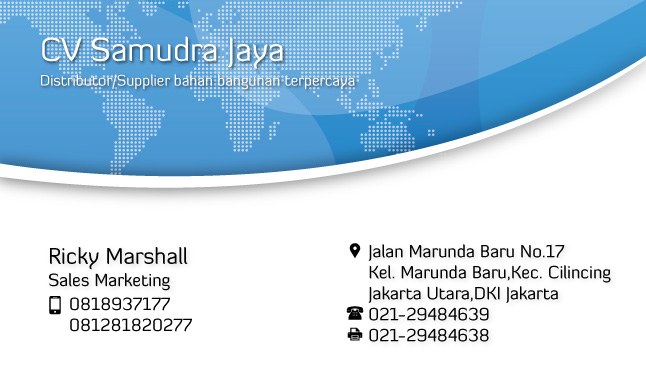 CV Samudra Jaya
Distributor/Supplier bahan bangunan terpercaya
Ricky Marshall
Sales Marketing
0818937177
081281820277
Jalan Marunda Baru No.17
Kel. Marunda Baru,Kec. Cilincing
Jakarta Utara,DKI Jakarta
021-29484639
021-29484638